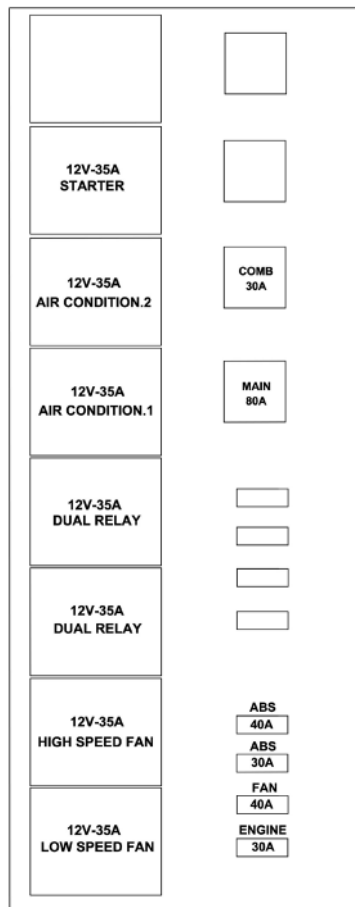 12V-35A
STARTER
12V-35A
AIR CONDITION.2
12V-35A
AIR CONDITION.1
12V-35A
DUAL RELAY
12V-35A
DUAL RELAY
12V-35A
HIGH SPEED FAN
12V-35A
LOW SPEED FAN
COMB
30A
MAIN
80A
ABS
40A
ABS
30A
FAN
40A
ENGINE
30A